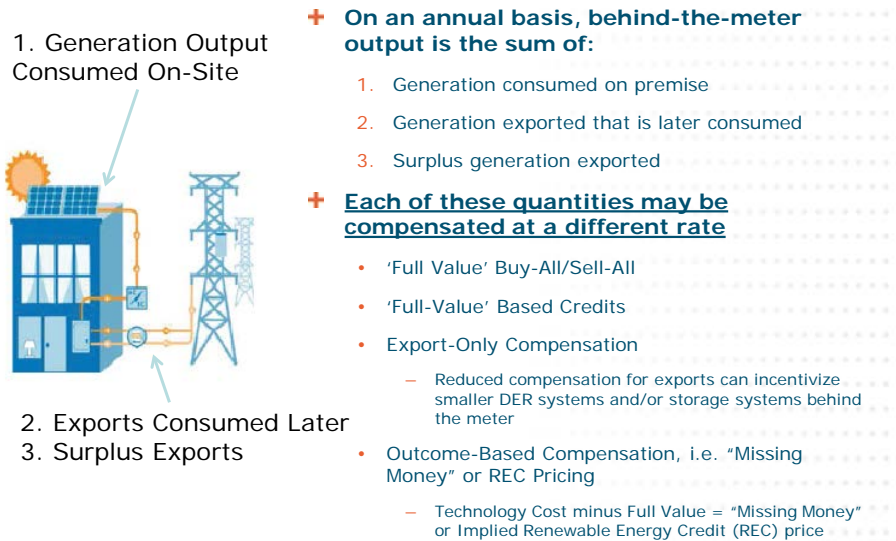 1. Generation Output
Consumed On-Site
2. Exports Consumed Later
3. Surplus Exports
+ On an annual basis, behind-the-meter
output is the sum of:
1. Generation consumed on premise
2. Generation exported that is later consumed
3. Surplus generation exported
+ Each of these quantities may be
compensated at a different rate
• ‘Full Value’ Buy-All/Sell-All
• ‘Full-Value’ Based Credits
• Export-Only Compensation
– Reduced compensation for exports can incentivize
smaller DER systems and/or storage systems behind
the meter
• Outcome-Based Compensation, i.e. “Missing
Money” or REC Pricing
– Technology Cost minus Full Value = “Missing Money”
or Implied Renewable Energy Credit (REC) price